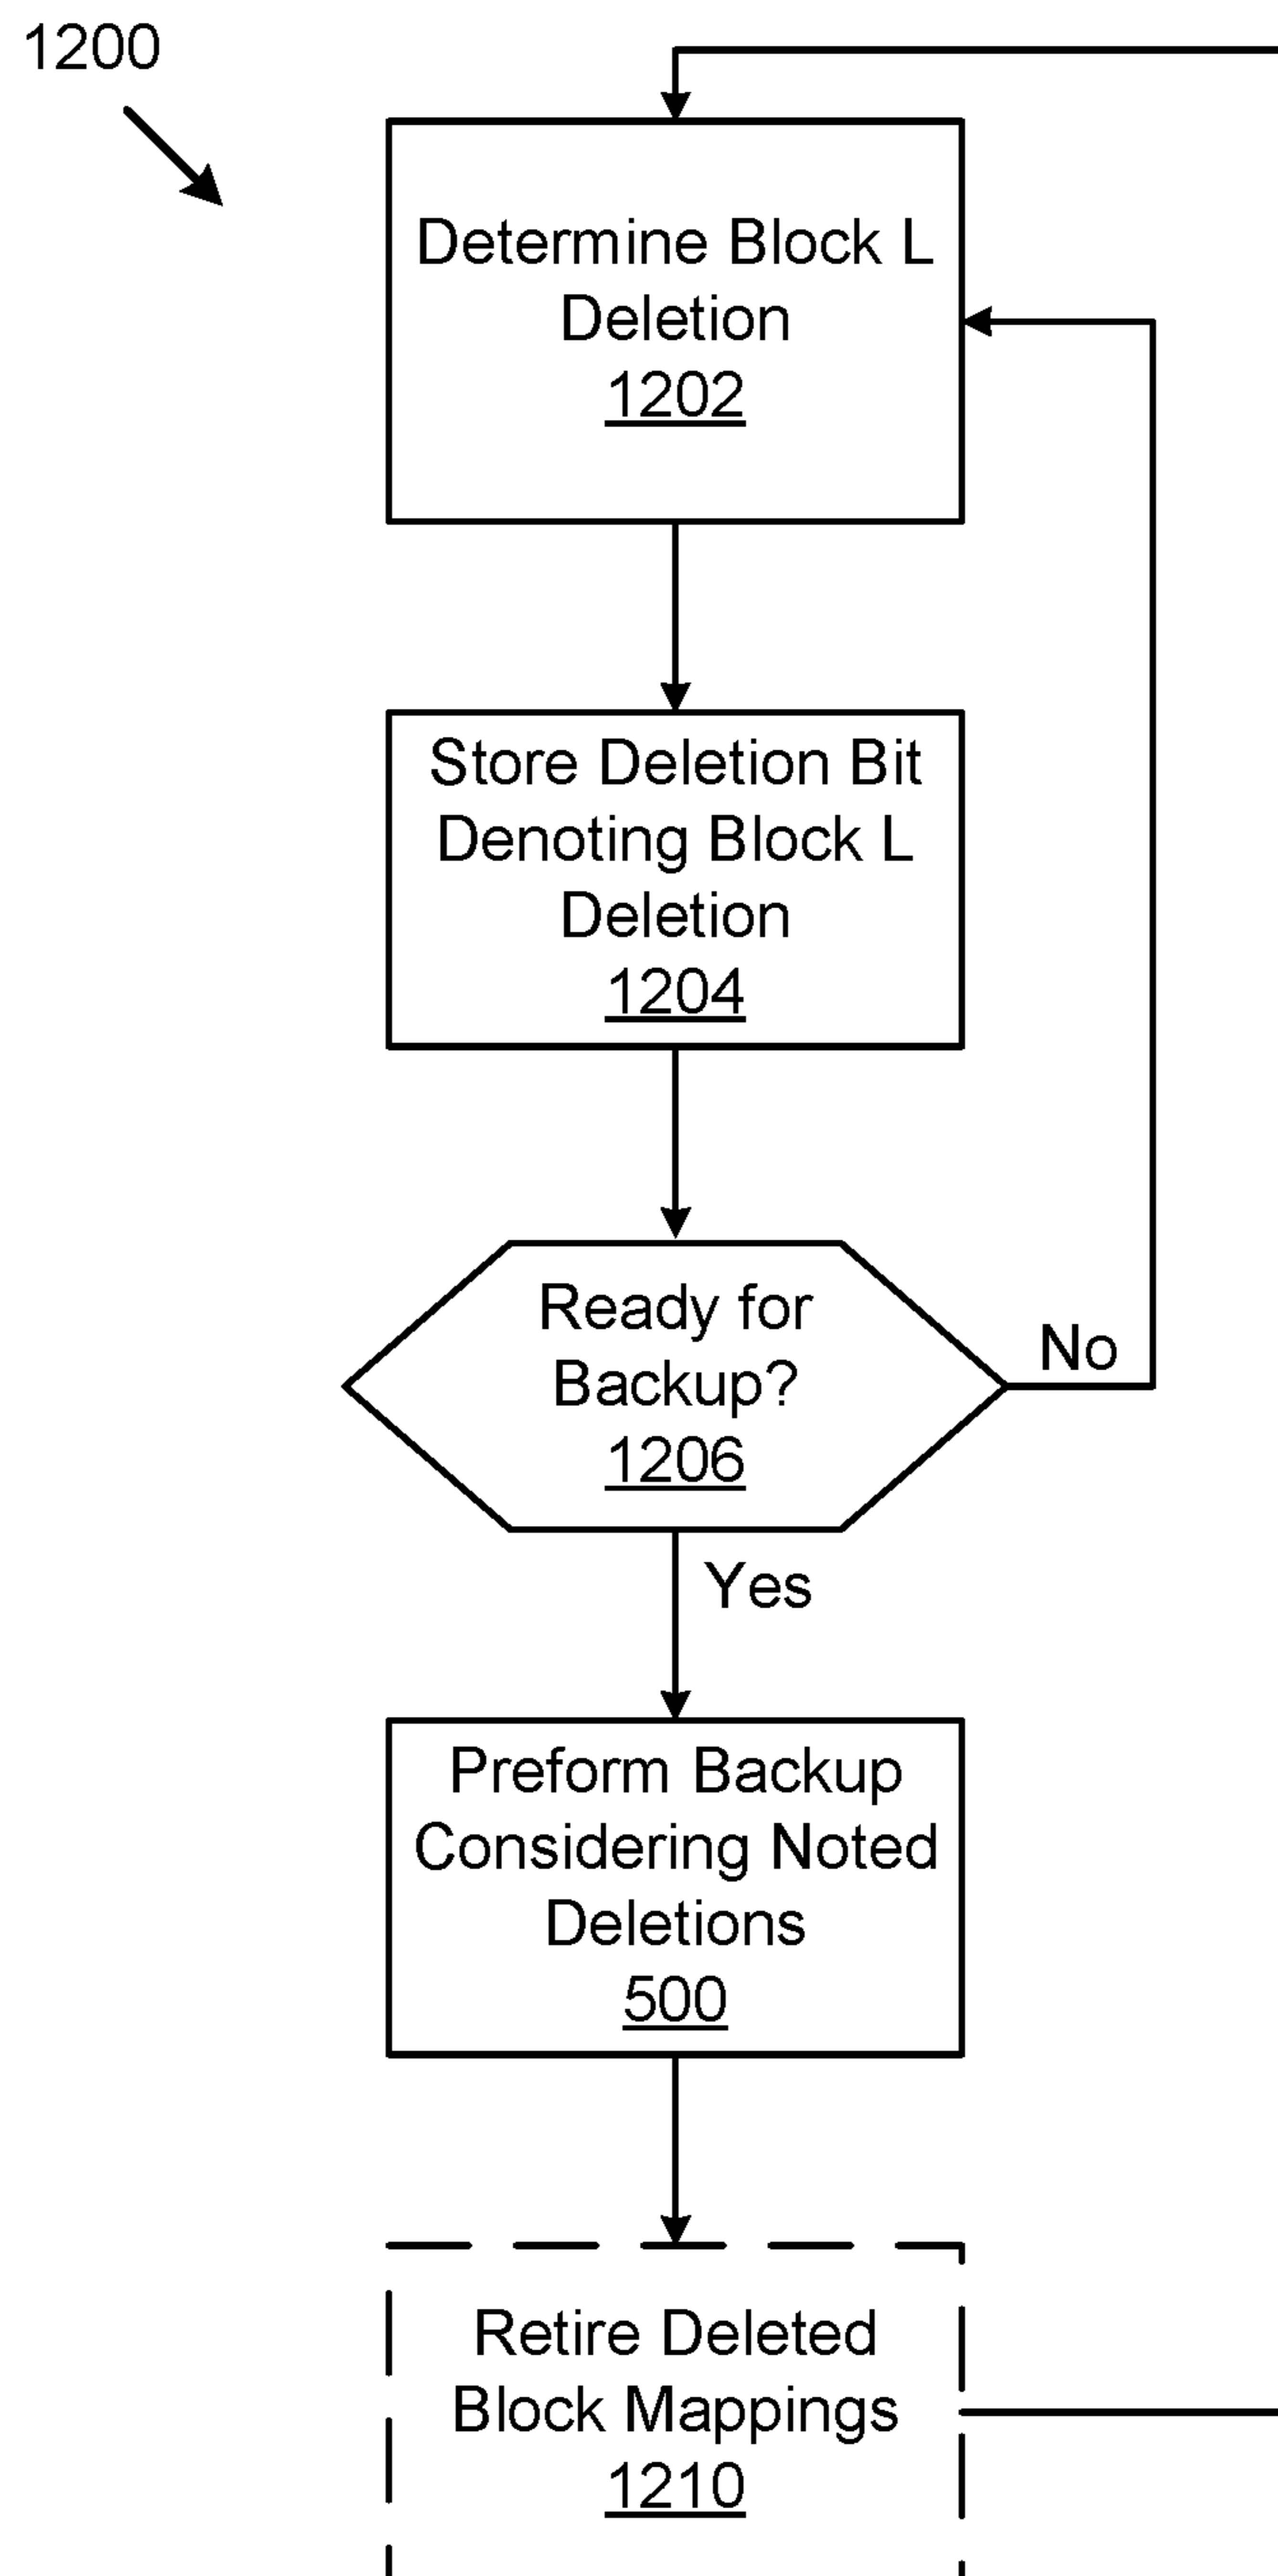 1200
Determine Block L
Deletion
1202
Store Deletion Bit
Denoting Block L
Deletion
1204
Ready for
Backup?
1206
No
Yes
Preform Backup
Considering Noted
Deletions
500
Retire Deleted
Block Mappings
1210